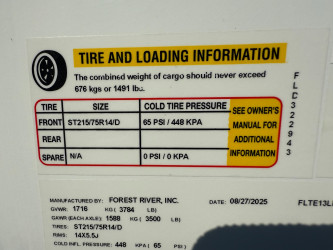 TIRE AND LOADING INFORMATION
The combined weight of cargo should never exceed
676 kgs or 1491 lbs.
TIRE SIZE COLD TIRE PRESSURE SEE OWNER'S MANUAL FOR ADDITIONAL INFORMATION
FRONT ST215/75R14/D 65 PSI / 448 KPA
REAR
SPARE N/A 0 PSI / 0 KPA
FLC3252943
MANUFACTURED BY: FOREST RIVER, INC. DATE: 08/27/2025
GVWR: 1716 KG ( 3784 LB)
GAWR (EACH AXLE): 1588 KG ( 3500 LB) FLTE13L
TIRES: ST215/75R14/D
RIMS: 14X5.5J
COLD INFL. PRESSURE: 448 KPA ( 65 PSI)